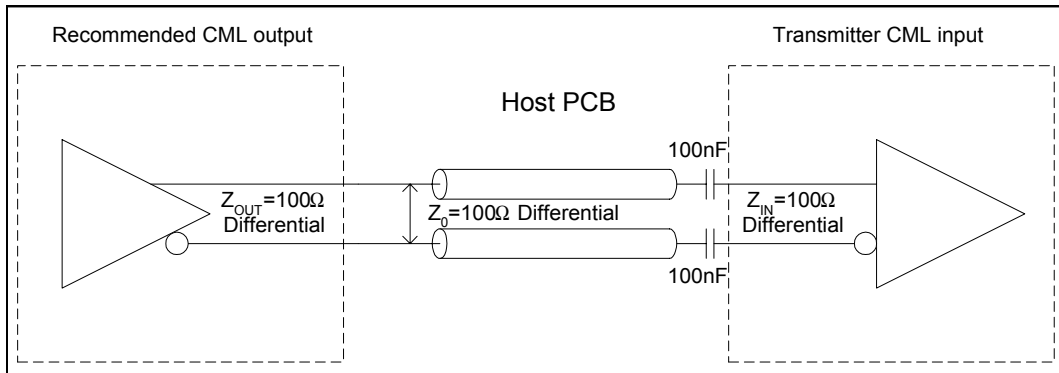 Recommended CML output
Transmitter CML input
Host PCB
100nF
Z_OUT=100Ω
Differential
Z_0=100Ω Differential
Z_IN=100Ω
Differential
100nF